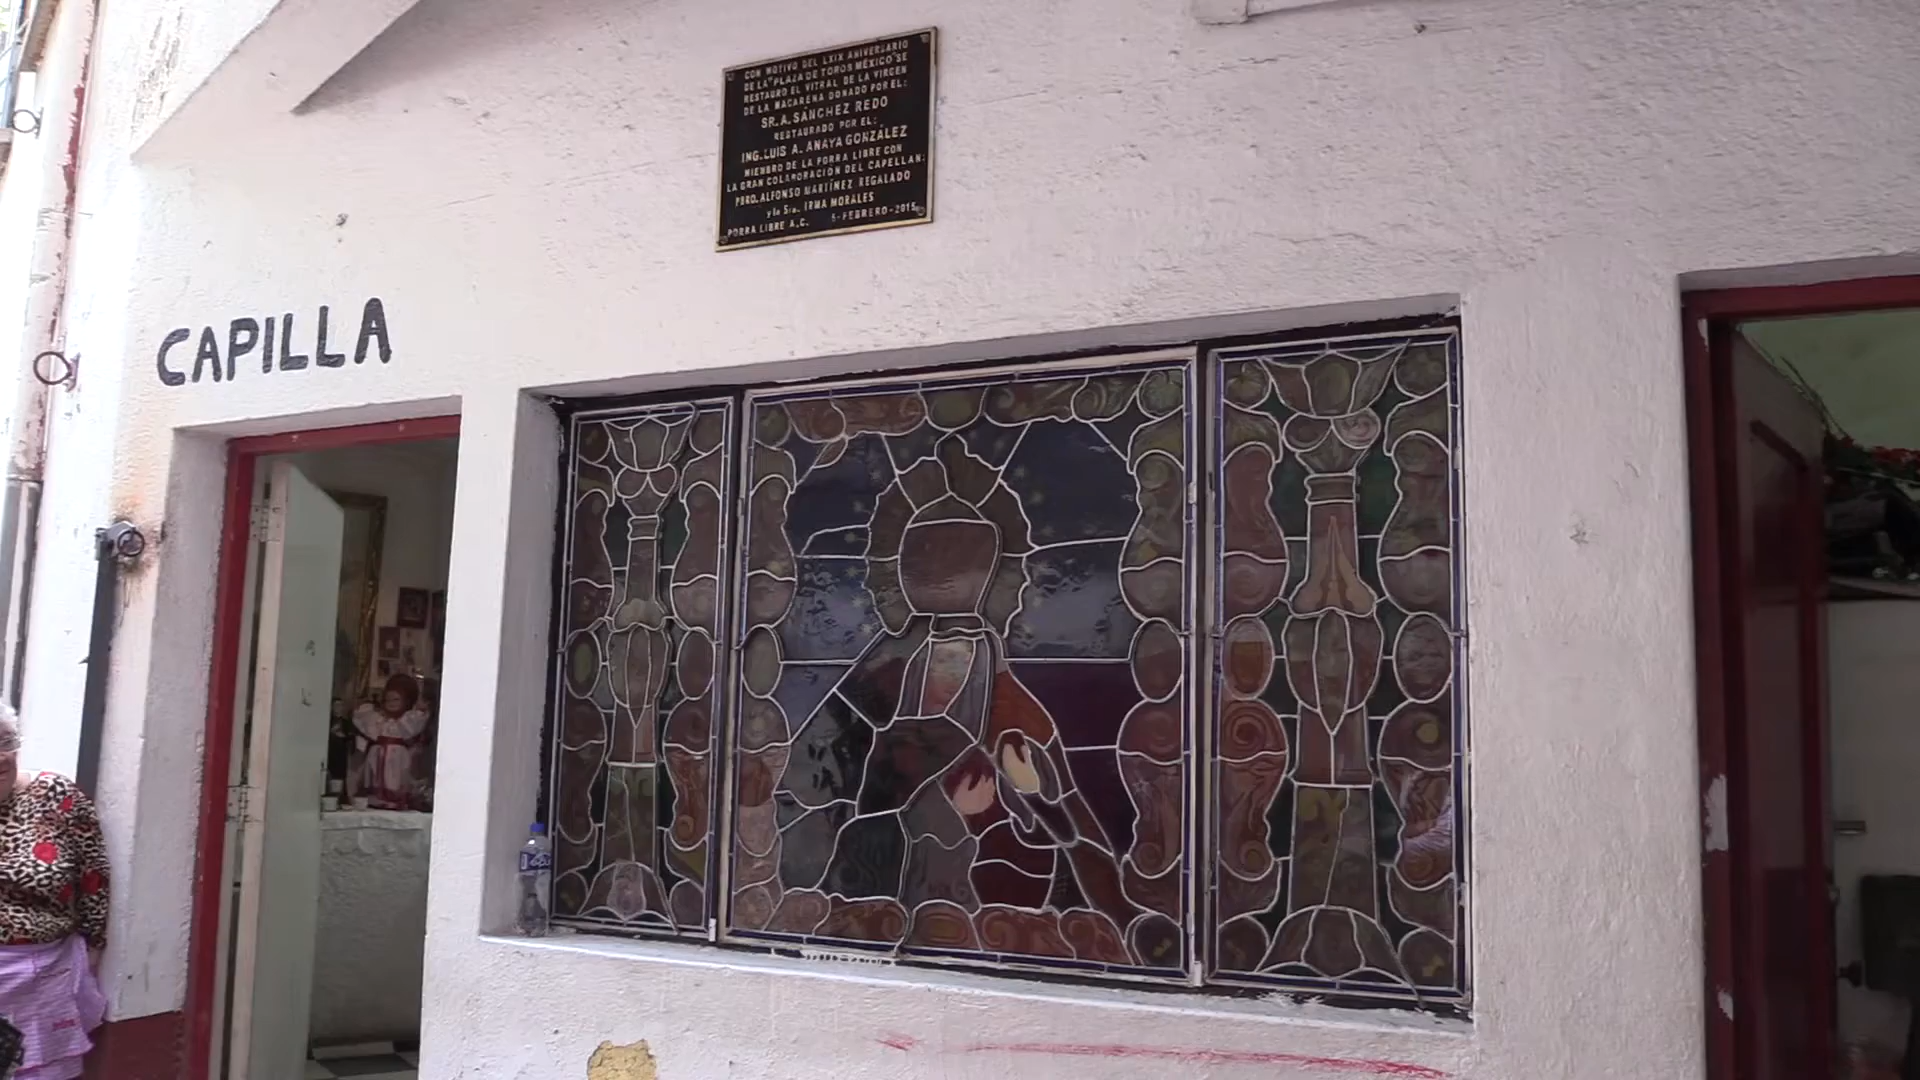 CON MOTIVO DEL LXIX ANIVERSARIO
DE LA "PLAZA DE TOROS MÉXICO" SE
RESTAURO EL VITRAL DE LA VIRGEN
DE LA MACARENA DONADO POR EL:
SR. A. SÁNCHEZ REDO
RESTAURADO POR EL:
ING. LUIS A. ANAYA GONZÁLEZ
MIEMBRO DE LA PORRA LIBRE CON
LA GRAN COLABORACIÓN DEL CAPELLAN:
PBRO. ALFONSO MARTÍNEZ REGALADO
y la Sra. IRMA MORALES
PORRA LIBRE A.C. 5-FEBRERO-2015
CAPILLA